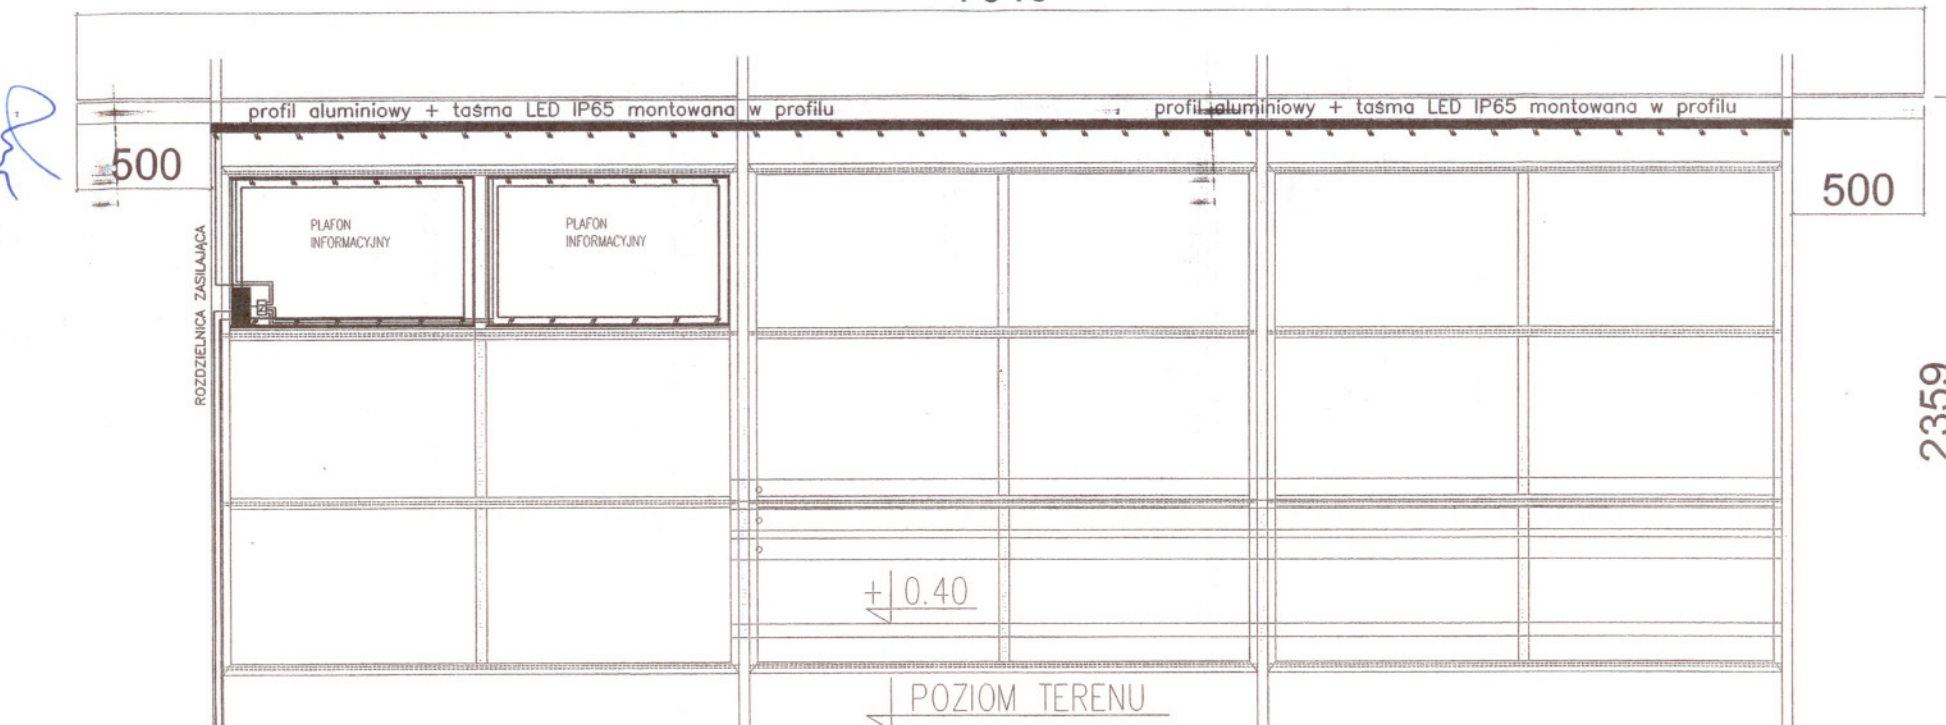 profil aluminiowy + taśma LED IP65 montowana w profilu
profil aluminiowy + taśma LED IP65 montowana w profilu
500
500
PLAFON
INFORMACYJNY
PLAFON
INFORMACYJNY
ROZDZIELNICA ZASILAJĄCA
2359
+ 0.40
POZIOM TERENU